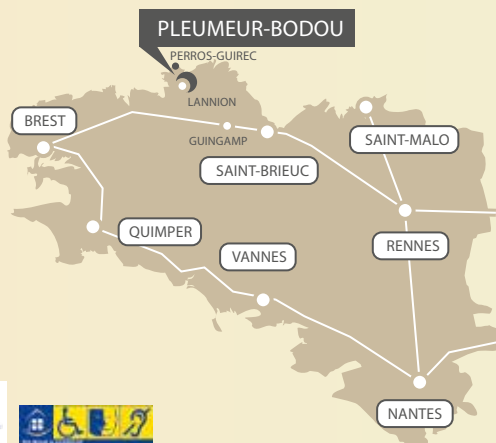 PLEUMEUR-BODOU
PERROS-GUIREC
LANNION
BREST
GUINGAMP
SAINT-MALO
SAINT-BRIEUC
QUIMPER
RENNES
VANNES
NANTES